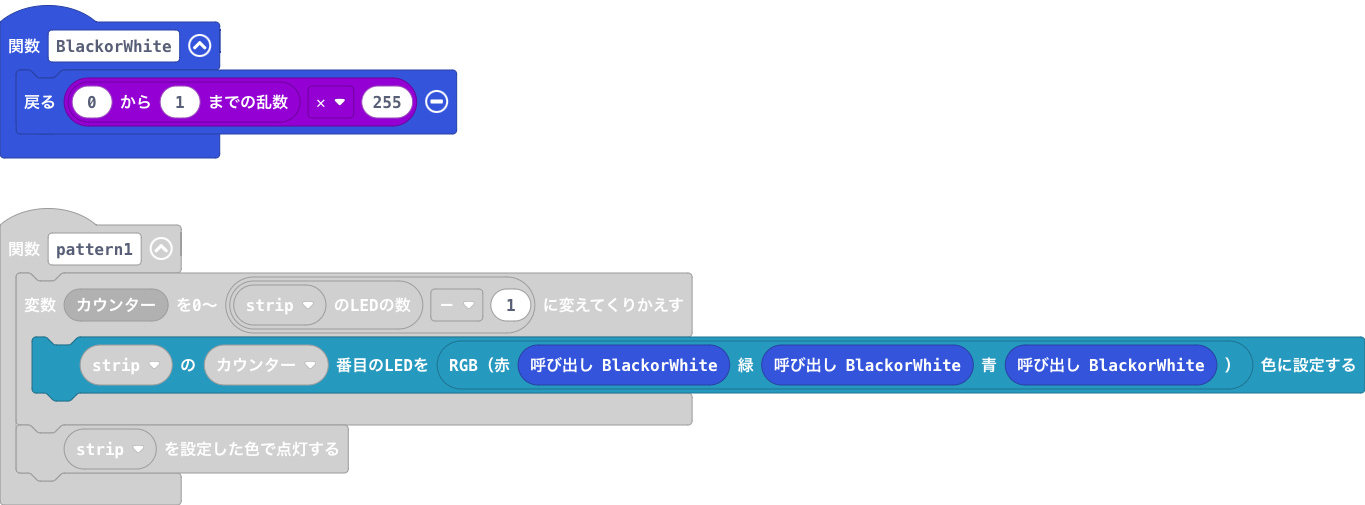 関数 BlackorWhite
戻る 0 から 1 までの乱数 × 255
関数 pattern1
変数 カウンター を0～ strip のLEDの数 - 1 に変えてくりかえす
strip の カウンター 番目のLEDを RGB (赤 呼び出し BlackorWhite 緑 呼び出し BlackorWhite 青 呼び出し BlackorWhite ) 色に設定する
strip を設定した色で点灯する